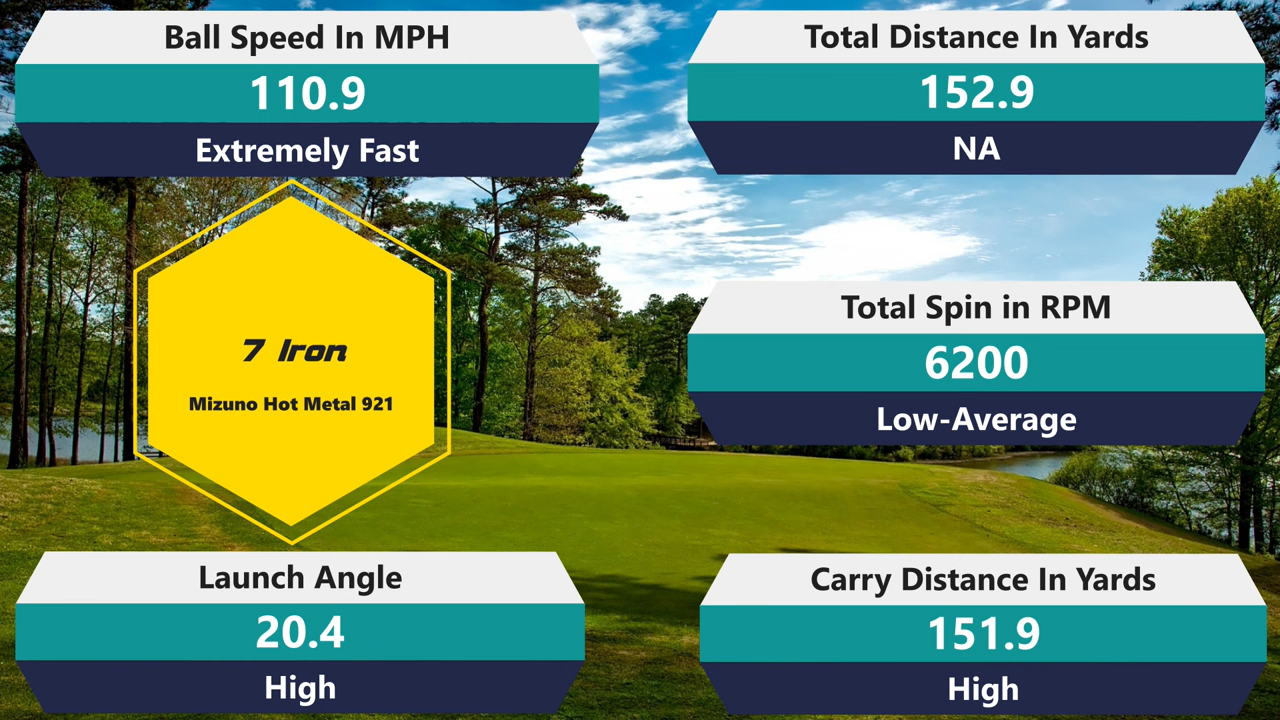 Ball Speed In MPH
110.9
Extremely Fast
Total Distance In Yards
152.9
NA
7 Iron
Mizuno Hot Metal 921
Total Spin in RPM
6200
Low-Average
Launch Angle
20.4
High
Carry Distance In Yards
151.9
High